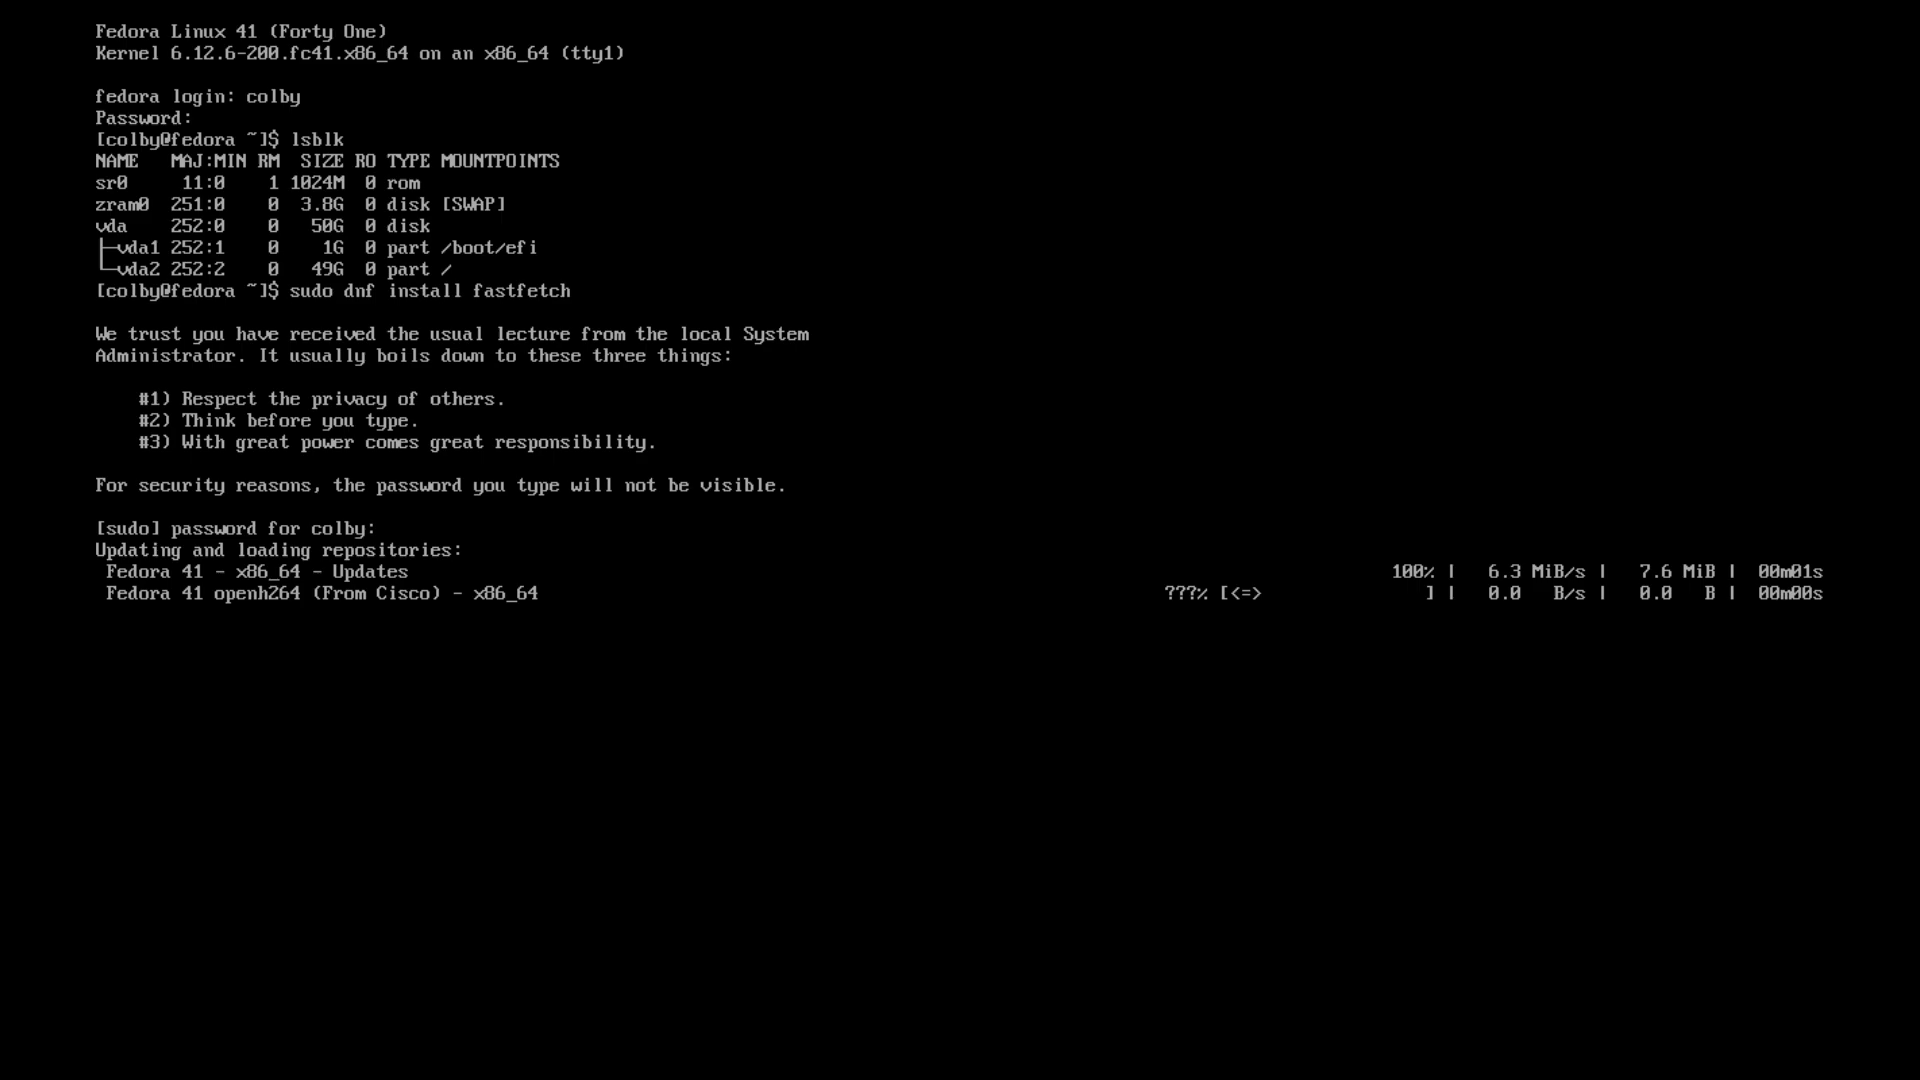 Fedora Linux 41 (Forty One)
Kernel 6.12.6-200.fc41.x86_64 on an x86_64 (tty1)

fedora login: colby
Password:
[colby@fedora ~]$ lsblk
NAME   MAJ:MIN RM  SIZE RO TYPE MOUNTPOINTS
sr0     11:0    1 1024M  0 rom
zram0  251:0    0  3.8G  0 disk [SWAP]
vda    252:0    0   50G  0 disk
├─vda1 252:1    0    1G  0 part /boot/efi
└─vda2 252:2    0   49G  0 part /
[colby@fedora ~]$ sudo dnf install fastfetch

We trust you have received the usual lecture from the local System
Administrator. It usually boils down to these three things:

    #1) Respect the privacy of others.
    #2) Think before you type.
    #3) With great power comes great responsibility.

For security reasons, the password you type will not be visible.

[sudo] password for colby:
Updating and loading repositories:
 Fedora 41 - x86_64 - Updates                    100% |   6.3 MiB/s |   7.6 MiB |  00m01s
 Fedora 41 openh264 (From Cisco) - x86_64    ???% [<=>               ] |   0.0   B/s |   0.0   B |  00m00s